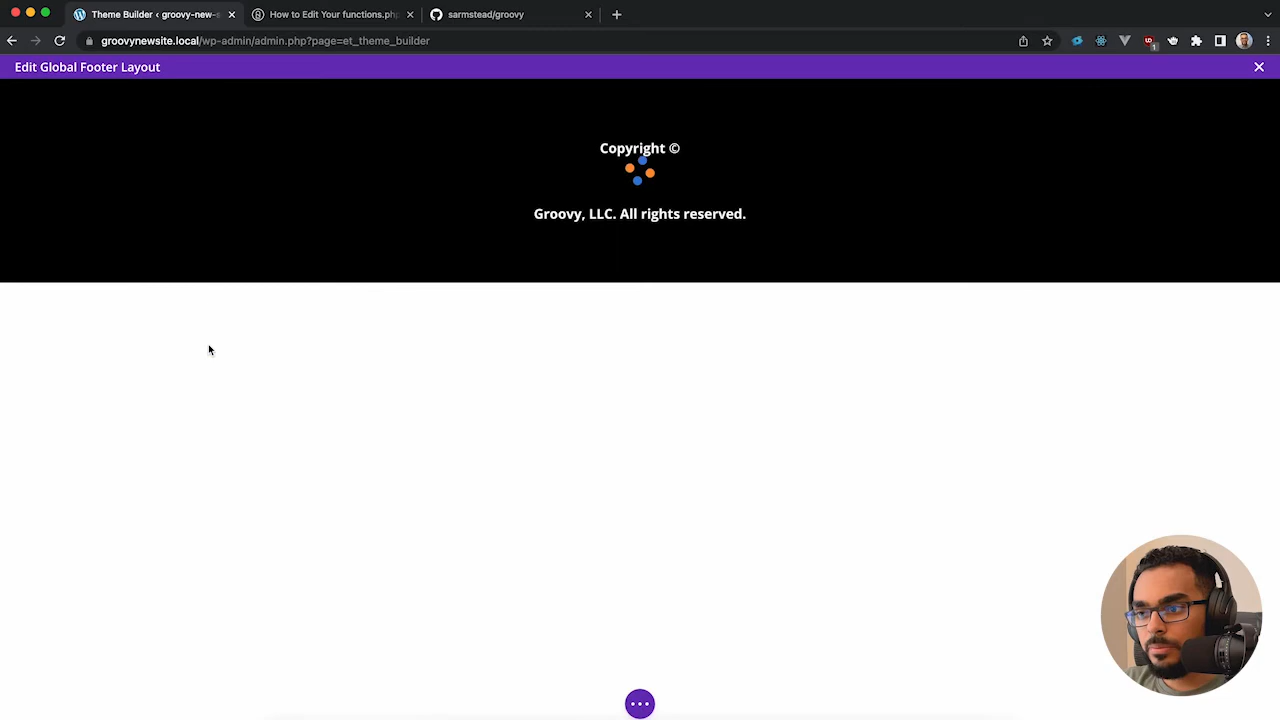 Theme Builder ‹ groovy-new-s
How to Edit Your functions.php
sarmstead/groovy
groovynewsite.local/wp-admin/admin.php?page=et_theme_builder
1
Edit Global Footer Layout
Copyright ©
Groovy, LLC. All rights reserved.